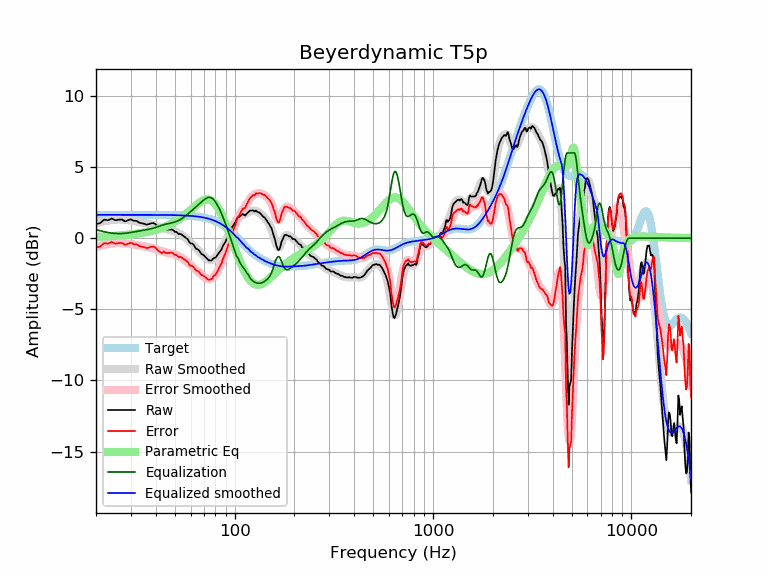 Beyerdynamic T5p
Amplitude (dBr)
10
5
0
−5
−10
−15
Target
Raw Smoothed
Error Smoothed
Raw
Error
Parametric Eq
Equalization
Equalized smoothed
100
1000
10000
Frequency (Hz)